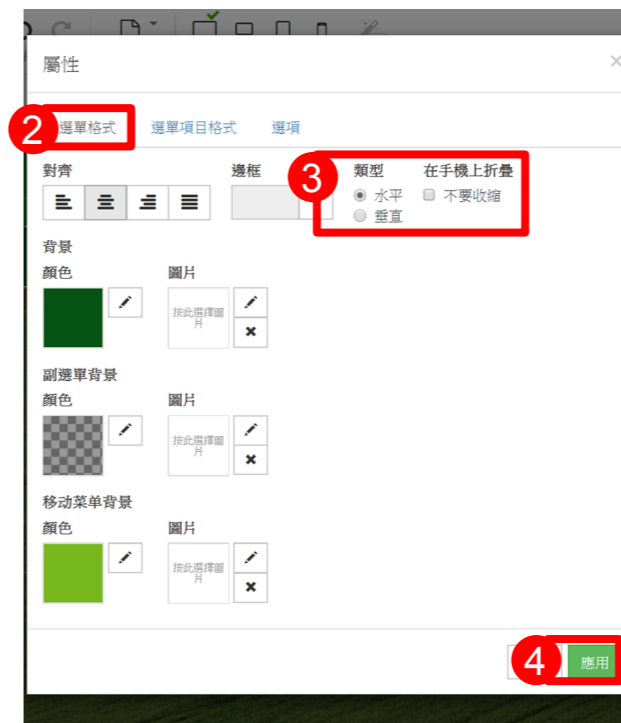 屬性
×
2
選單格式 選單項目格式 選項
對齊 邊框
3
類型 在手機上折疊
水平 不要收縮
垂直
背景
顏色 圖片
按此選擇圖
片
副選單背景
顏色 圖片
按此選擇圖
片
移动菜单背景
顏色 圖片
按此選擇圖
片
4
應用